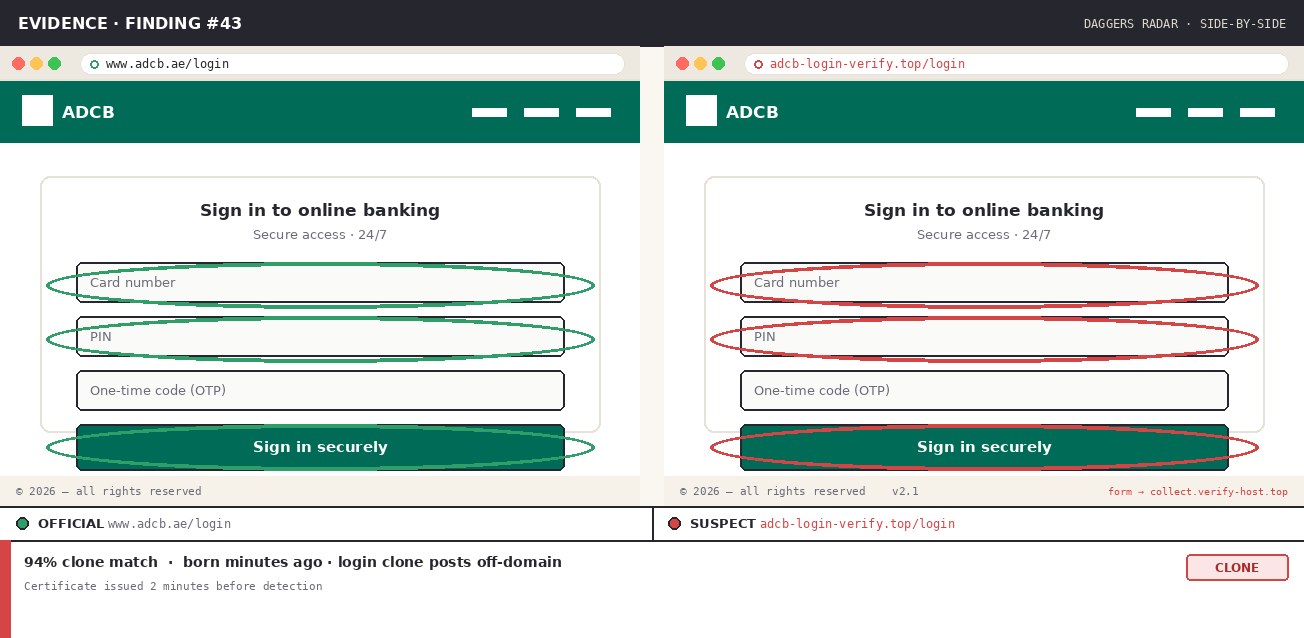 EVIDENCE · FINDING #43
DAGGERS RADAR · SIDE-BY-SIDE
www.adcb.ae/login
ADCB
Sign in to online banking
Secure access · 24/7
Card number
PIN
One-time code (OTP)
Sign in securely
© 2026 — all rights reserved
adcb-login-verify.top/login
ADCB
Sign in to online banking
Secure access · 24/7
Card number
PIN
One-time code (OTP)
Sign in securely
© 2026 — all rights reserved v2.1
form → collect.verify-host.top
OFFICIAL www.adcb.ae/login
SUSPECT adcb-login-verify.top/login
94% clone match · born minutes ago · login clone posts off-domain
Certificate issued 2 minutes before detection
CLONE